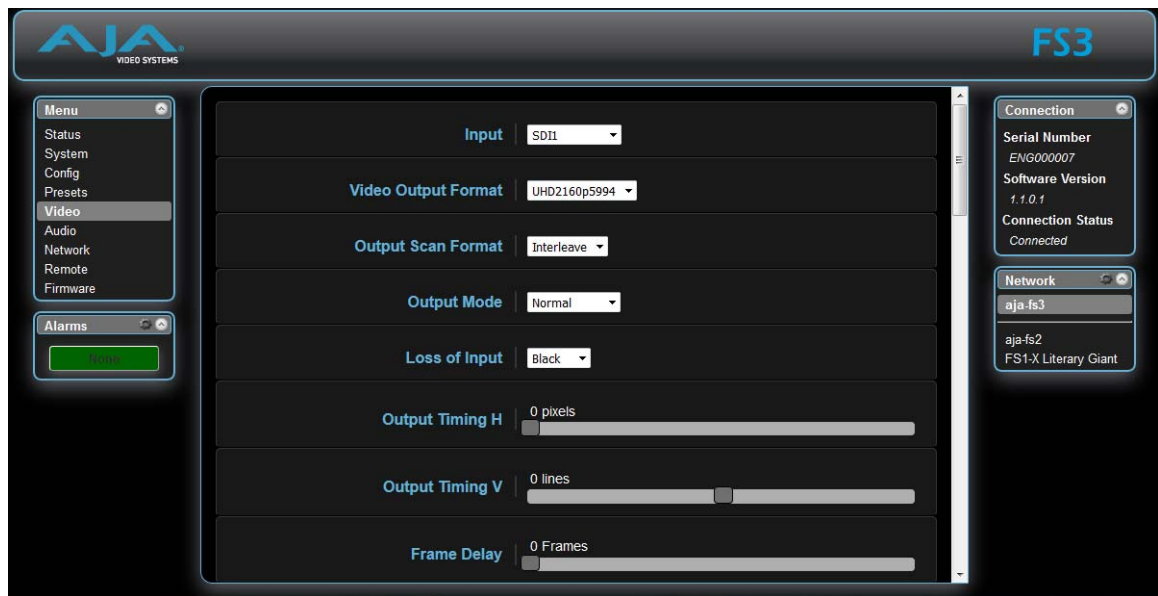 AJA
VIDEO SYSTEMS
FS3
Menu
Status
System
Config
Presets
Video
Audio
Network
Remote
Firmware
Alarms
None
Input
SDI1
Video Output Format
UHD2160p5994
Output Scan Format
Interleave
Output Mode
Normal
Loss of Input
Black
Output Timing H
0 pixels
Output Timing V
0 lines
Frame Delay
0 Frames
Connection
Serial Number
ENG000007
Software Version
1.1.0.1
Connection Status
Connected
Network
aja-fs3
aja-fs2
FS1-X Literary Giant